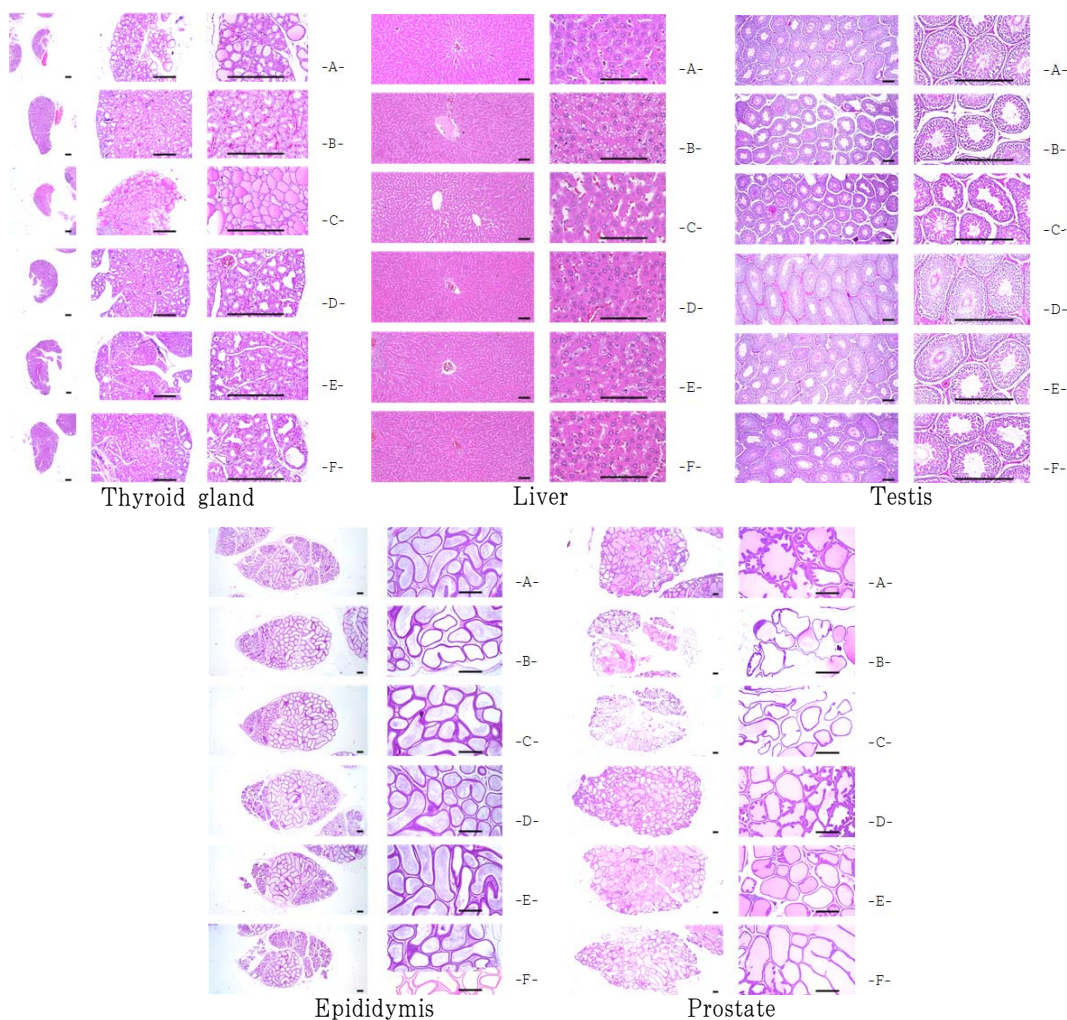 -A- -A- -A-
-B- -B- -B-
-C- -C- -C-
-D- -D- -D-
-E- -E- -E-
-F- -F- -F-
Thyroid gland Liver Testis
-A- -A-
-B- -B-
-C- -C-
-D- -D-
-E- -E-
-F- -F-
Epididymis Prostate